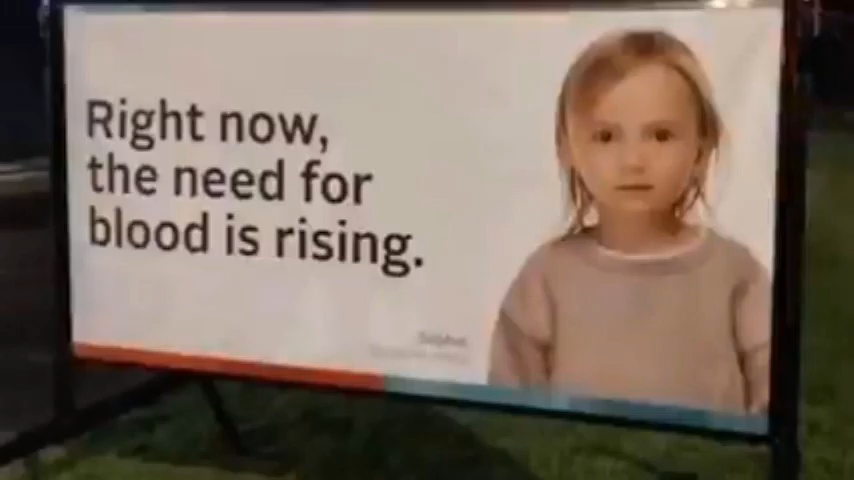 Right now,
the need for
blood is rising.